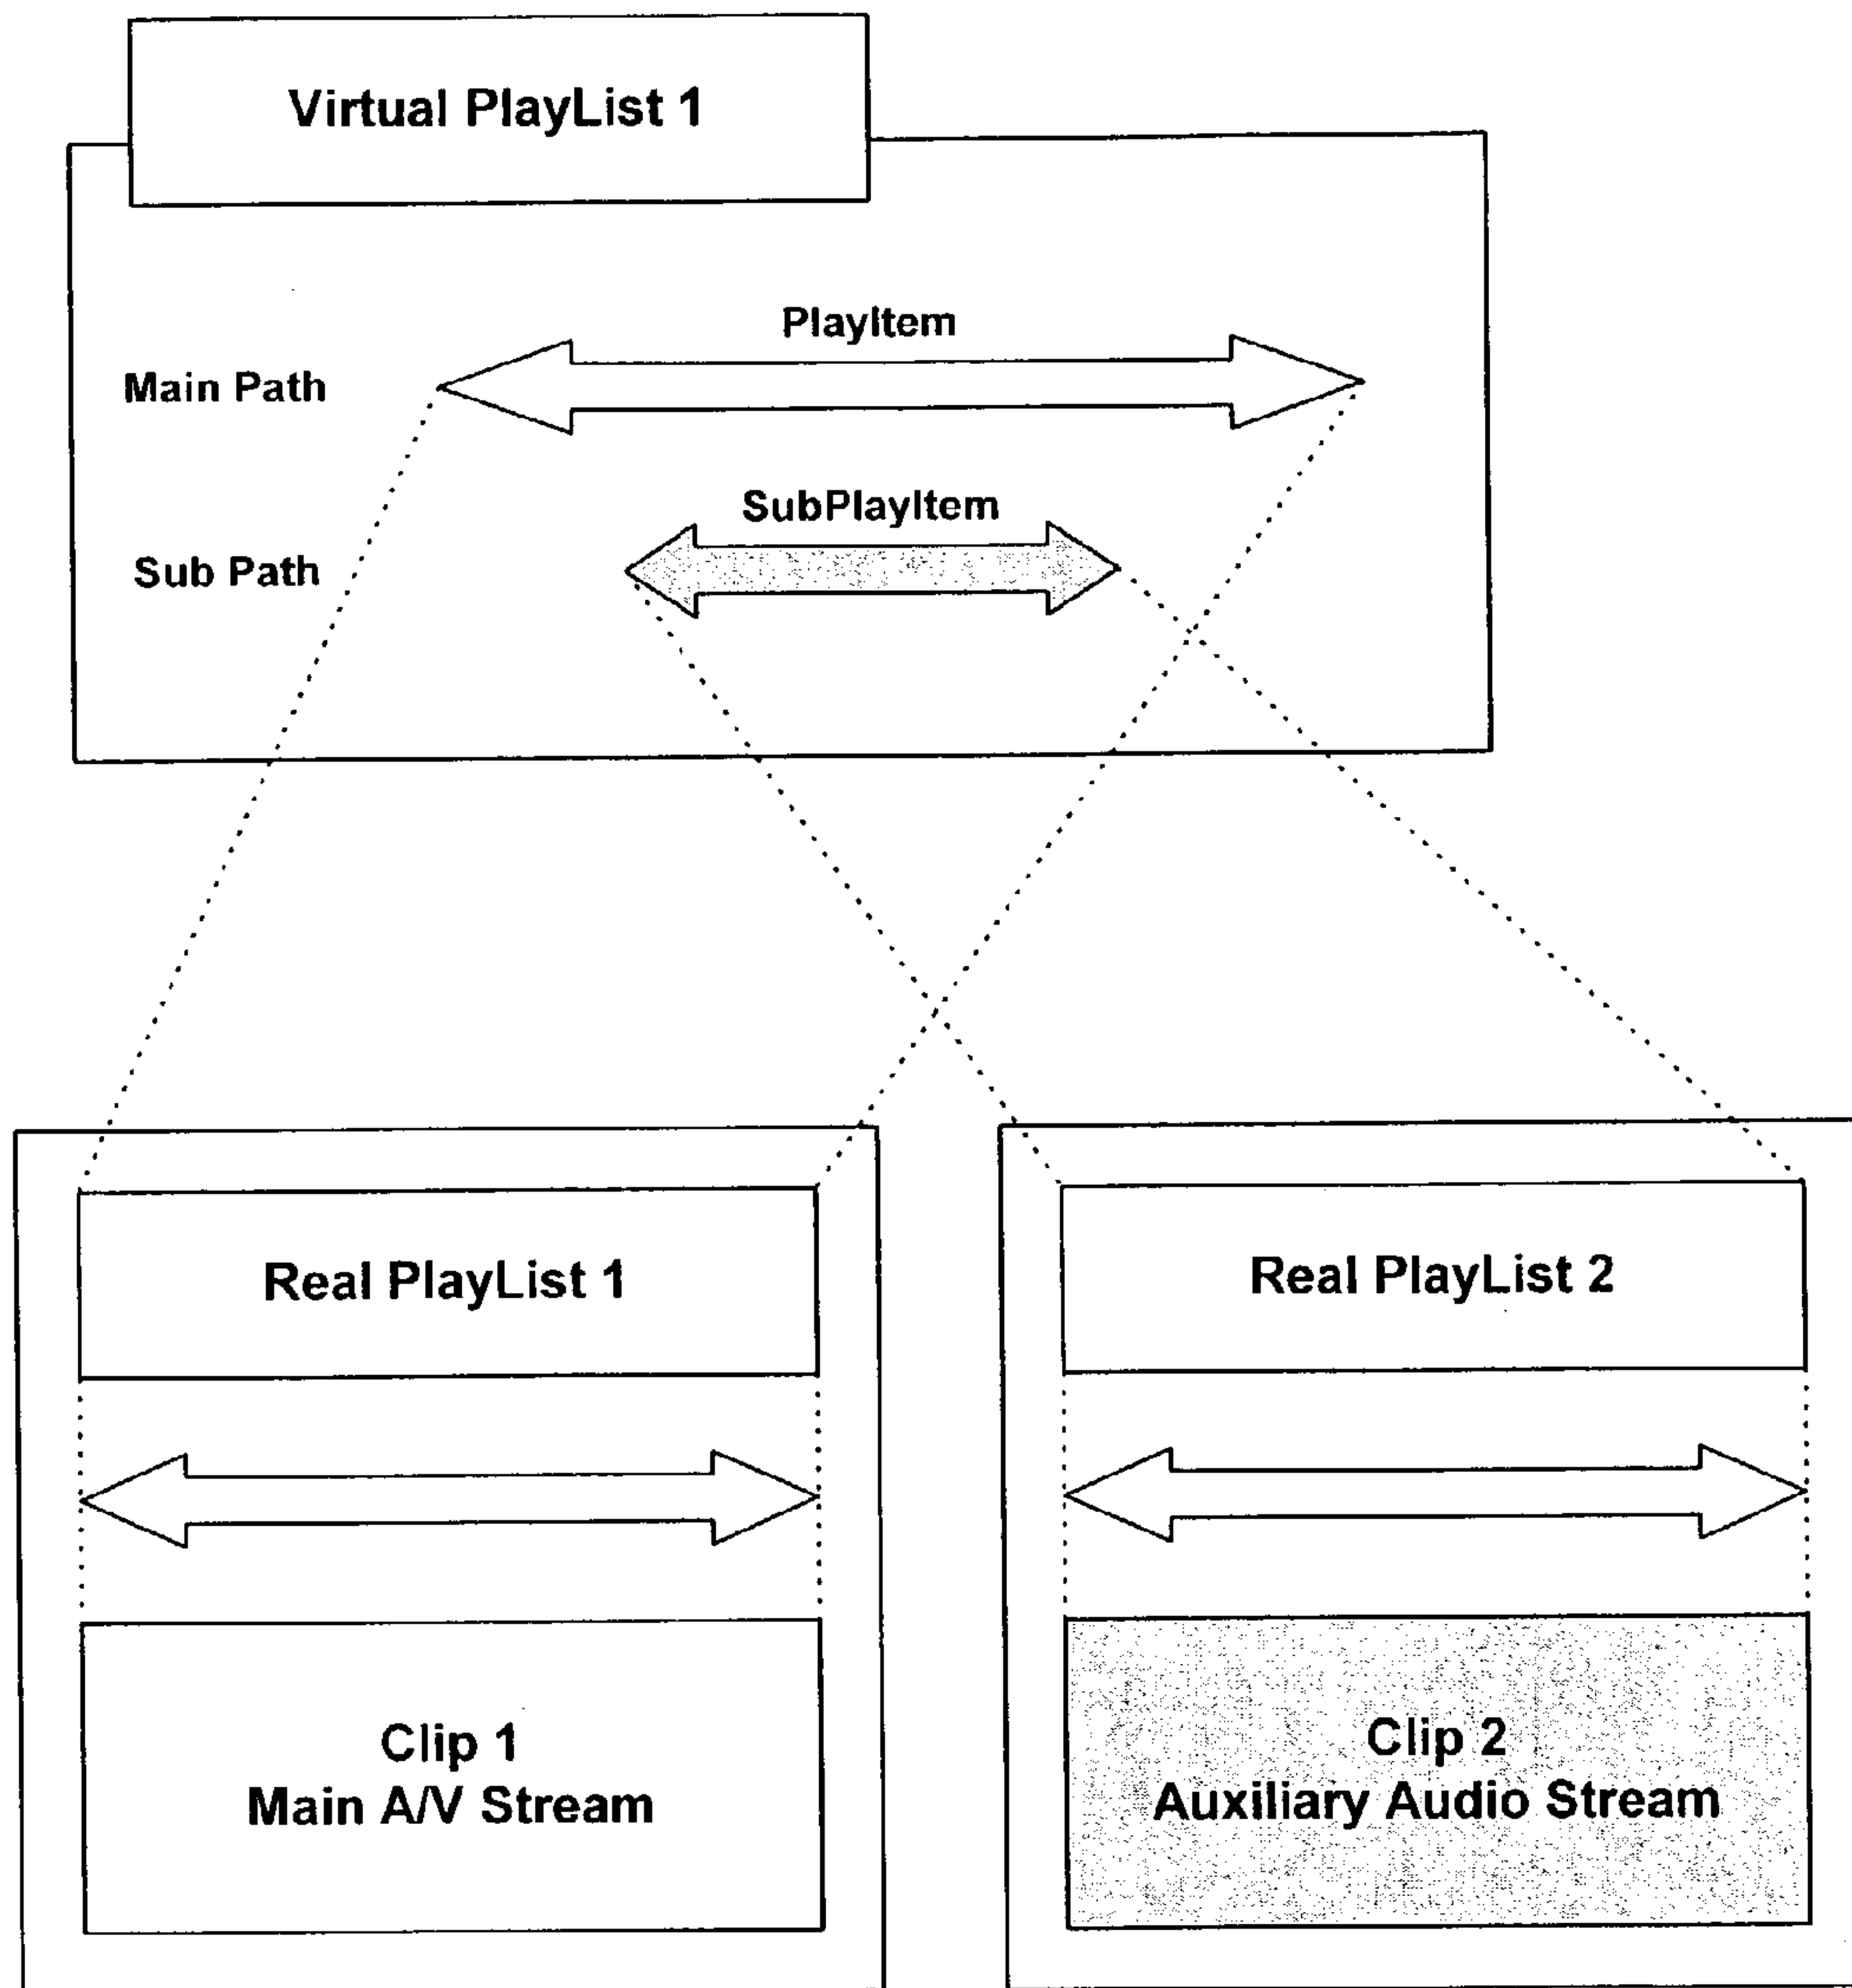 Virtual PlayList 1
PlayItem
Main Path
SubPlayItem
Sub Path
Real PlayList 1
Real PlayList 2
Clip 1
Main A/V Stream
Clip 2
Auxiliary Audio Stream